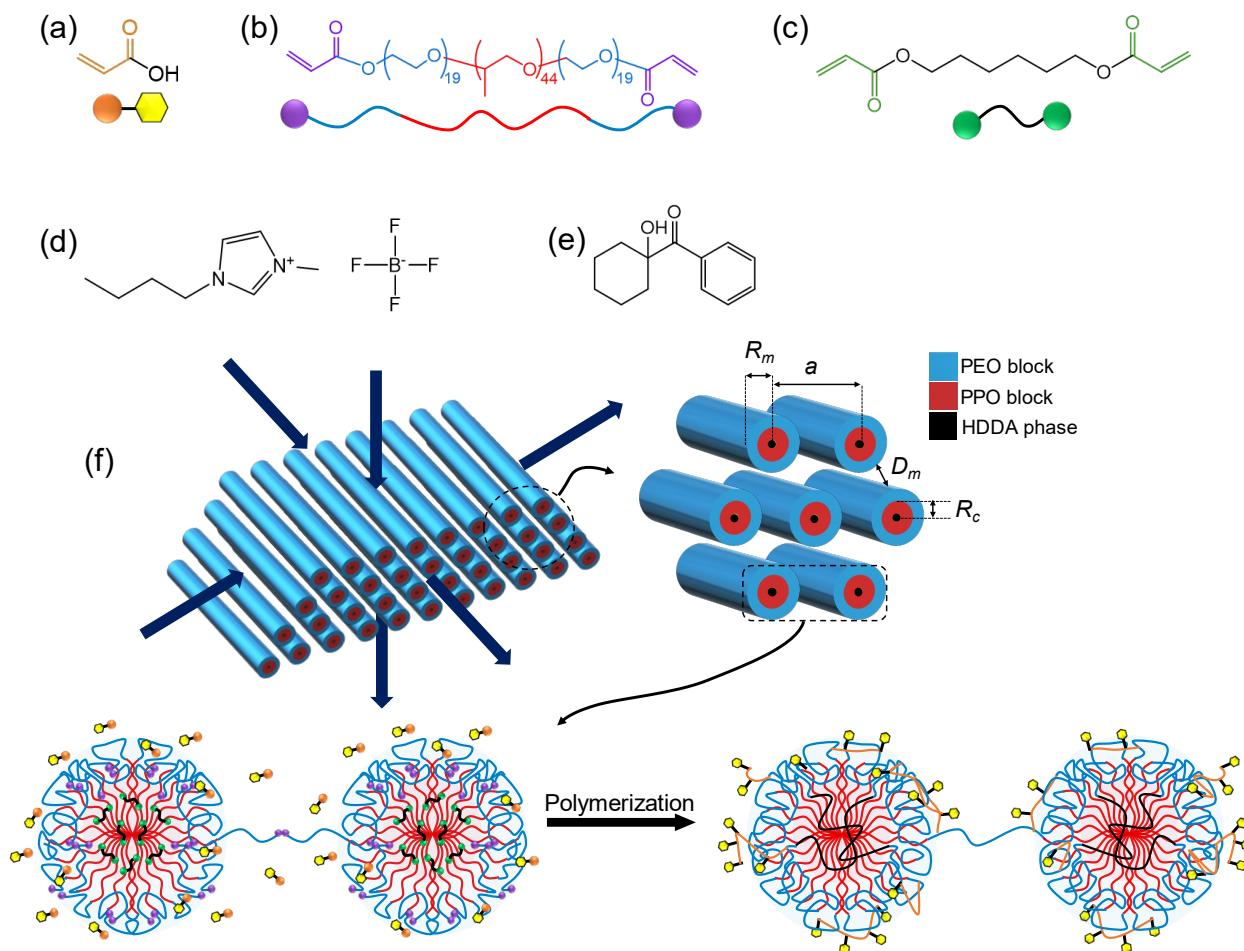 (a)
O
OH
(b)
O
O
O
19
O
44
O
19
O
O
(c)
O
O
O
O
(d)
N
N+
F
F
B-
F
F
(e)
OH
O
(f)
Rm
a
Dm
Rc
PEO block
PPO block
HDDA phase
Polymerization